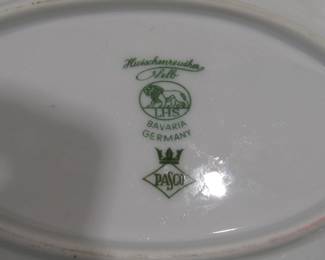 Hutschenreuther
Selb
LHS
BAVARIA
GERMANY
PASCO